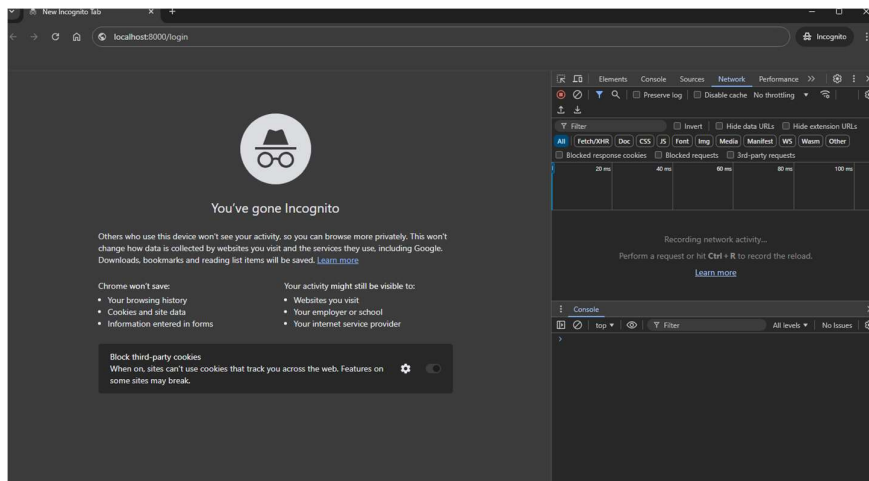 New Incognito Tab
localhost:8000/login
Incognito
Elements Console Sources Network Performance
Preserve log Disable cache No throttling
Filter Invert Hide data URLs Hide extension URLs
All Fetch/XHR Doc CSS JS Font Img Media Manifest WS Wasm Other
Blocked response cookies Blocked requests 3rd-party requests
20 ms 40 ms 60 ms 80 ms 100 ms
Recording network activity...
Perform a request or hit Ctrl + R to record the reload.
Learn more
You've gone Incognito
Others who use this device won't see your activity, so you can browse more privately. This won't
change how data is collected by websites you visit and the services they use, including Google.
Downloads, bookmarks and reading list items will be saved. Learn more
Chrome won't save:
• Your browsing history
• Cookies and site data
• Information entered in forms
Your activity might still be visible to:
• Websites you visit
• Your employer or school
• Your internet service provider
Block third-party cookies
When on, sites can't use cookies that track you across the web. Features on
some sites may break.
Console
top Filter All levels No Issues